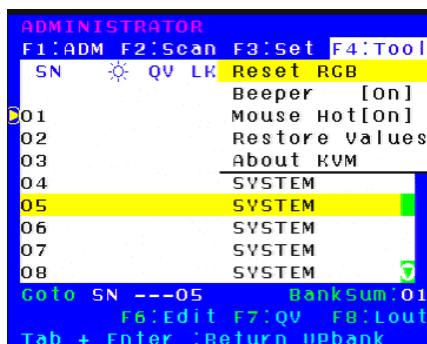 ADMINISTRATOR
F1:ADM F2:Scan F3:Set F4:Tool
SN QV LK Reset RGB
Beeper [On]
01 Mouse Hot[On]
02 Restore Values
03 About KVM
04 SYSTEM
05 SYSTEM
06 SYSTEM
07 SYSTEM
08 SYSTEM
Goto SN ---05 BankSum:01
F6:Edit F7:QV F8:Lout
Tab + Enter :Return UPbank